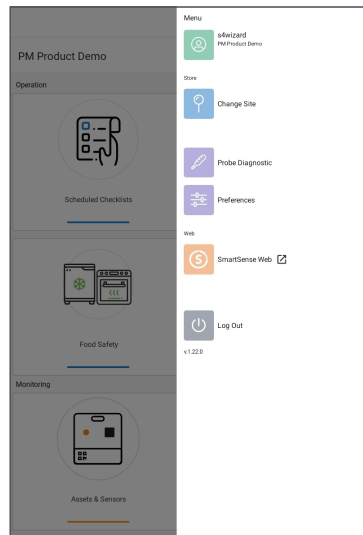 PM Product Demo
Operation
Scheduled Checklists
Food Safety
Monitoring
Assets & Sensors
Menu
s4wizard
PM Product Demo
Store
Change Site
Probe Diagnostic
Preferences
Web
S
SmartSense Web
Log Out
v.1.22.0